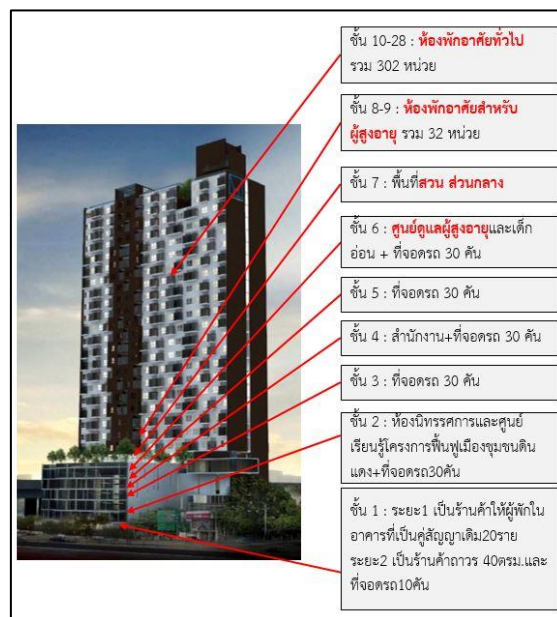 ชั้น 10-28 : ห้องพักอาศัยทั่วไป
รวม 302 หน่วย
ชั้น 8-9 : ห้องพักอาศัยสำหรับ
ผู้สูงอายุ รวม 32 หน่วย
ชั้น 7 : พื้นที่สวน ส่วนกลาง
ชั้น 6 : ศูนย์ดูแลผู้สูงอายุและเด็ก
อ่อน + ที่จอดรถ 30 คัน
ชั้น 5 : ที่จอดรถ 30 คัน
ชั้น 4 : สำนักงาน+ที่จอดรถ 30 คัน
ชั้น 3 : ที่จอดรถ 30 คัน
ชั้น 2 : ห้องนิทรรศการและศูนย์
เรียนรู้โครงการฟื้นฟูเมืองชุมชนดิน
แดง+ที่จอดรถ30คัน
ชั้น 1 : ระยะ1 เป็นร้านค้าให้ผู้พักใน
อาคารที่เป็นคู่สัญญาเดิม20ราย
ระยะ2 เป็นร้านค้าถาวร 40ตรม.และ
ที่จอดรถ10คัน